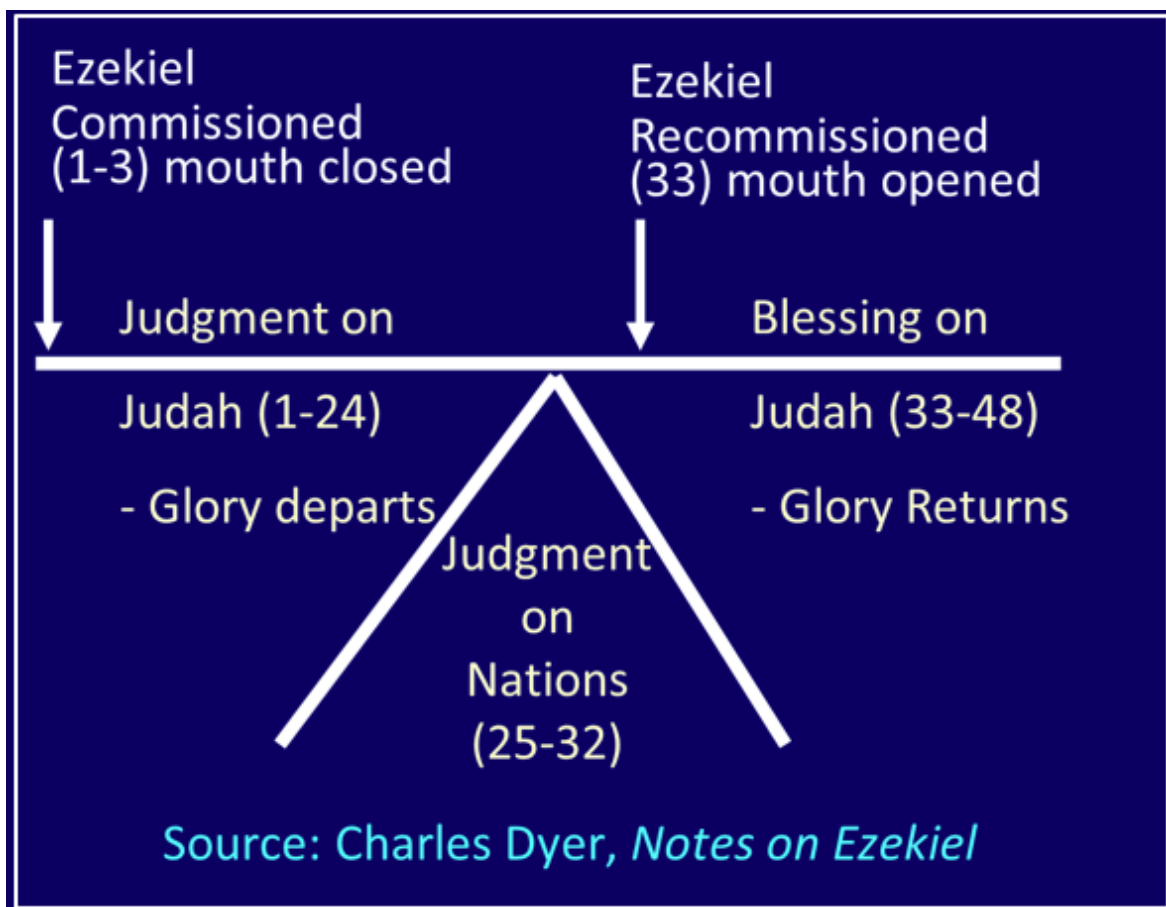 Ezekiel
Commissioned
(1-3) mouth closed
Ezekiel
Recommissioned
(33) mouth opened
Judgment on
Judah (1-24)
- Glory departs
Blessing on
Judah (33-48)
- Glory Returns
Judgment
on
Nations
(25-32)
Source: Charles Dyer, Notes on Ezekiel